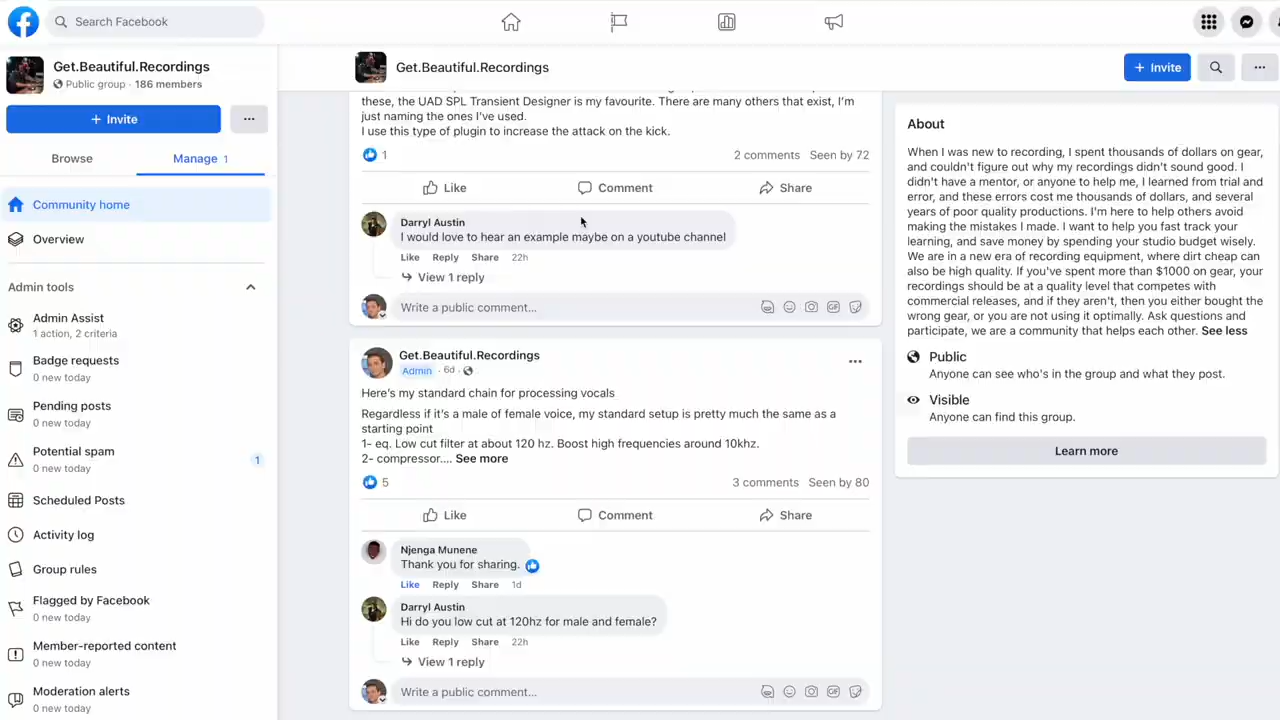 Search Facebook
Get.Beautiful.Recordings
Public group · 186 members
+ Invite
Browse
Manage 1
Community home
Overview
Admin tools
Admin Assist
1 action, 2 criteria
Badge requests
0 new today
Pending posts
0 new today
Potential spam
0 new today
1
Scheduled Posts
Activity log
Group rules
Flagged by Facebook
0 new today
Member-reported content
0 new today
Moderation alerts
0 new today
Get.Beautiful.Recordings
+ Invite
these, the UAD SPL Transient Designer is my favourite. There are many others that exist, I'm
just naming the ones I've used.
I use this type of plugin to increase the attack on the kick.
1
2 comments Seen by 72
Like Comment Share
Darryl Austin
I would love to hear an example maybe on a youtube channel
Like Reply Share 22h
View 1 reply
Write a public comment...
Get.Beautiful.Recordings
Admin · 6d ·
Here's my standard chain for processing vocals
Regardless if it's a male of female voice, my standard setup is pretty much the same as a
starting point
1- eq. Low cut filter at about 120 hz. Boost high frequencies around 10khz.
2- compressor.... See more
5
3 comments Seen by 80
Like Comment Share
Njenga Munene
Thank you for sharing.
Like Reply Share 1d
Darryl Austin
Hi do you low cut at 120hz for male and female?
Like Reply Share 22h
View 1 reply
Write a public comment...
About
When I was new to recording, I spent thousands of dollars on gear,
and couldn't figure out why my recordings didn't sound good. I
didn't have a mentor, or anyone to help me, I learned from trial and
error, and these errors cost me thousands of dollars, and several
years of poor quality productions. I'm here to help others avoid
making the mistakes I made. I want to help you fast track your
learning, and save money by spending your studio budget wisely.
We are in a new era of recording equipment, where dirt cheap can
also be high quality. If you've spent more than $1000 on gear, your
recordings should be at a quality level that competes with
commercial releases, and if they aren't, then you either bought the
wrong gear, or you are not using it optimally. Ask questions and
participate, we are a community that helps each other. See less
Public
Anyone can see who's in the group and what they post.
Visible
Anyone can find this group.
Learn more